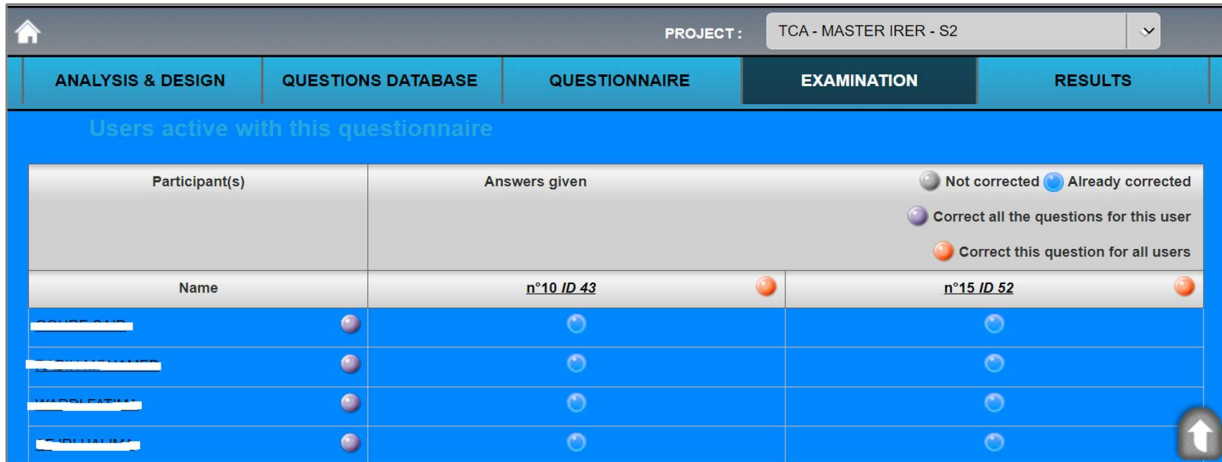 PROJECT :
TCA - MASTER IRER - S2
ANALYSIS & DESIGN
QUESTIONS DATABASE
QUESTIONNAIRE
EXAMINATION
RESULTS
Users active with this questionnaire
Participant(s)
Answers given
Not corrected Already corrected
Correct all the questions for this user
Correct this question for all users
Name
n°10 ID 43
n°15 ID 52